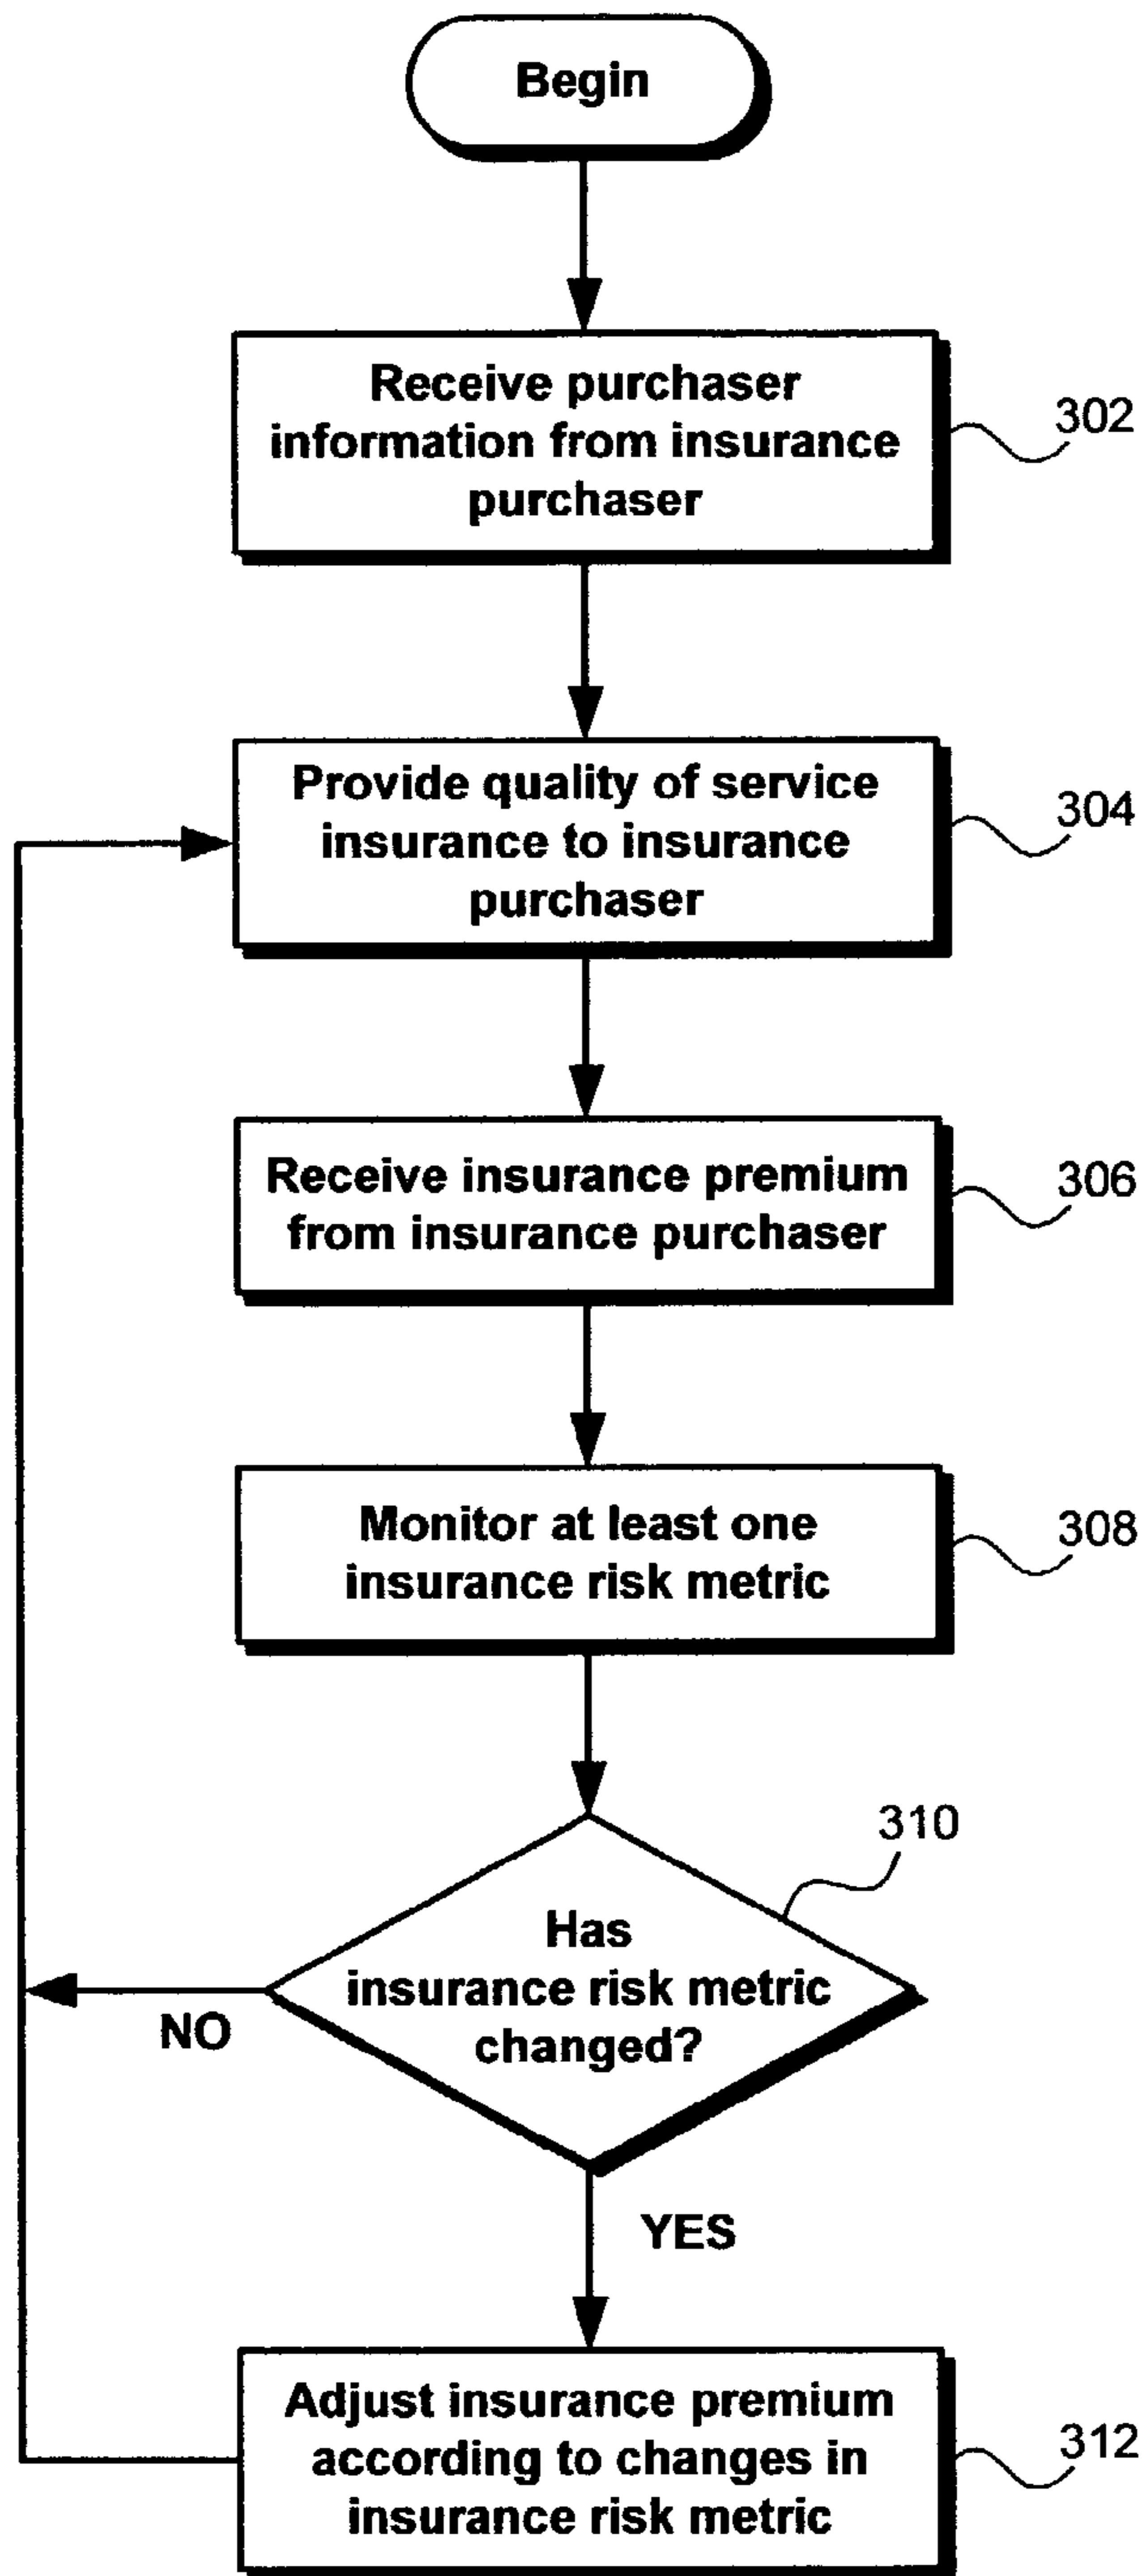 Begin
Receive purchaser
information from insurance
purchaser
302
Provide quality of service
insurance to insurance
purchaser
304
Receive insurance premium
from insurance purchaser
306
Monitor at least one
insurance risk metric
308
310
Has
insurance risk metric
changed?
NO
YES
Adjust insurance premium
according to changes in
insurance risk metric
312